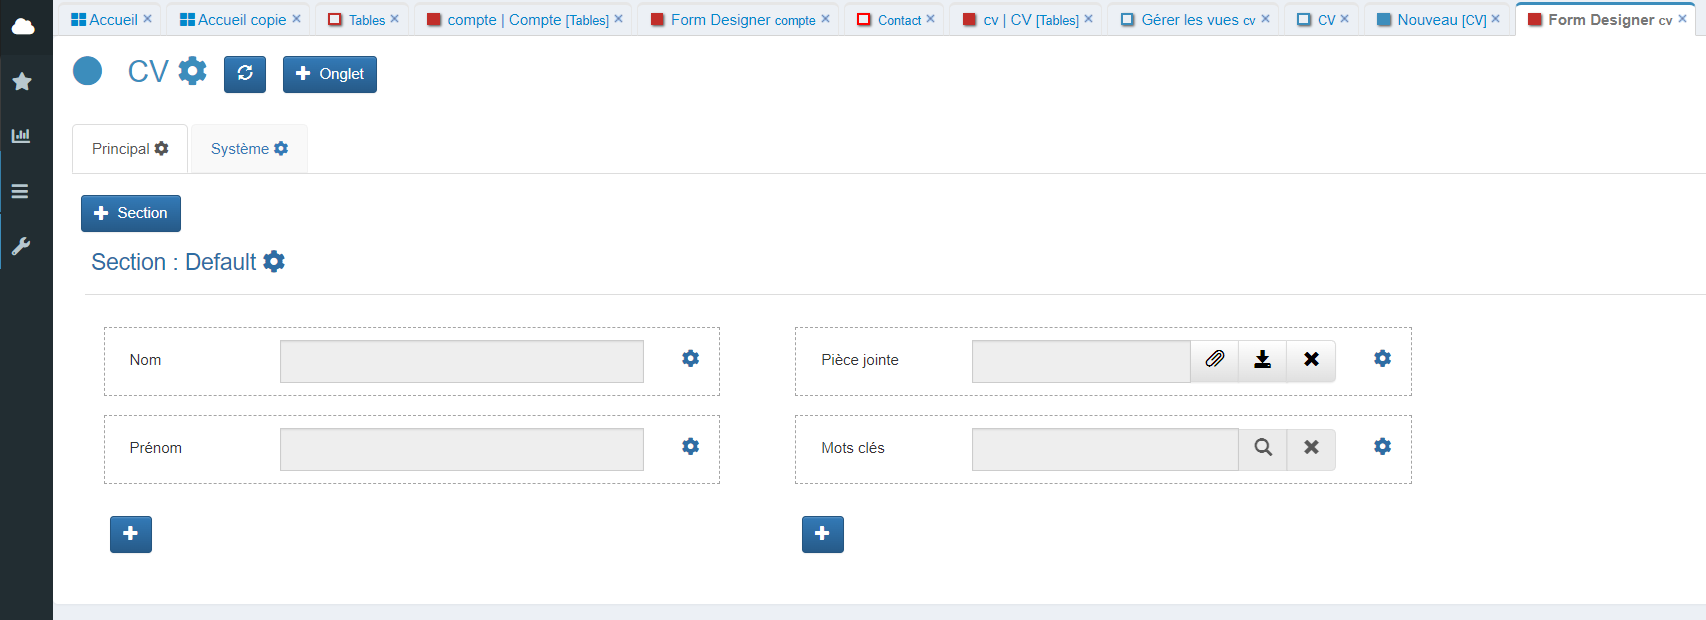 Accueil × Accueil copie × Tables × compte | Compte [Tables] × Form Designer compte × Contact × cv | CV [Tables] × Gérer les vues cv × CV × Nouveau [CV] × Form Designer cv ×
CV Onglet
Principal Système
Section
Section : Default
Nom Pièce jointe
Prénom Mots clés